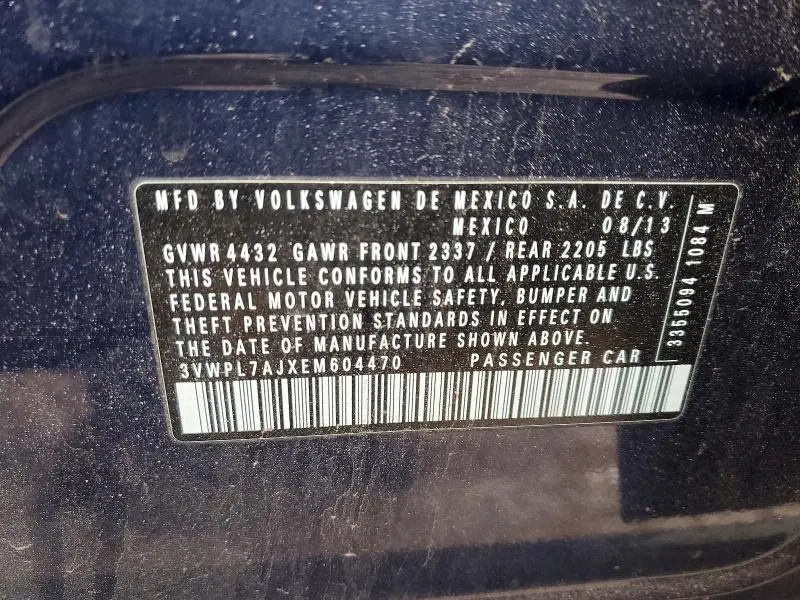 MFD BY VOLKSWAGEN DE MEXICO S.A. DE C.V.
MEXICO 08/13
GVWR 4432 GAWR FRONT 2337 / REAR 2205 LBS
THIS VEHICLE CONFORMS TO ALL APPLICABLE U.S.
FEDERAL MOTOR VEHICLE SAFETY, BUMPER AND
THEFT PREVENTION STANDARDS IN EFFECT ON
THE DATE OF MANUFACTURE SHOWN ABOVE.
3VWPL7AJXEM604470 PASSENGER CAR
3355094 1084 M